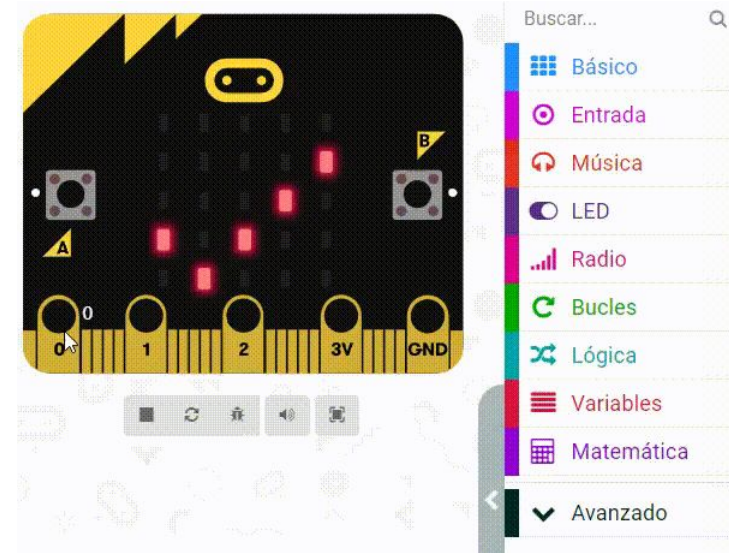 Buscar...
Básico
Entrada
Música
LED
Radio
Bucles
Lógica
Variables
Matemática
Avanzado
B
A
0
0 1 2 3V GND